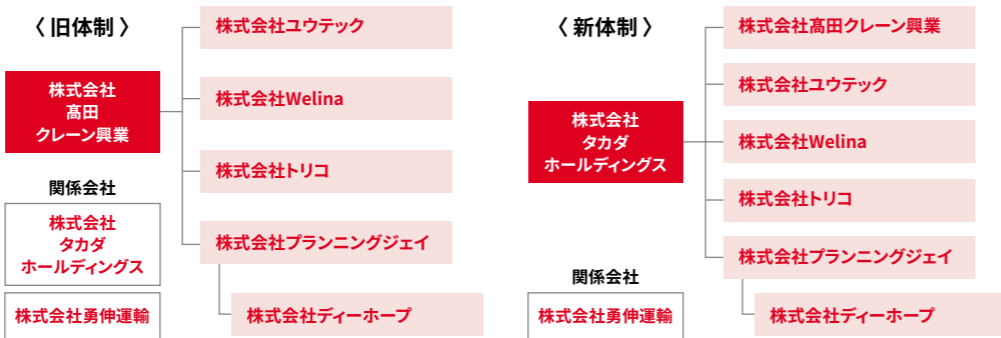 〈 旧体制 〉
株式会社
髙田
クレーン興業
株式会社ユウテック
株式会社Welina
株式会社トリコ
株式会社プランニングジェイ
株式会社ディーホープ
関係会社
株式会社
タカダ
ホールディングス
株式会社勇伸運輸
〈 新体制 〉
株式会社
タカダ
ホールディングス
株式会社髙田クレーン興業
株式会社ユウテック
株式会社Welina
株式会社トリコ
株式会社プランニングジェイ
株式会社ディーホープ
関係会社
株式会社勇伸運輸